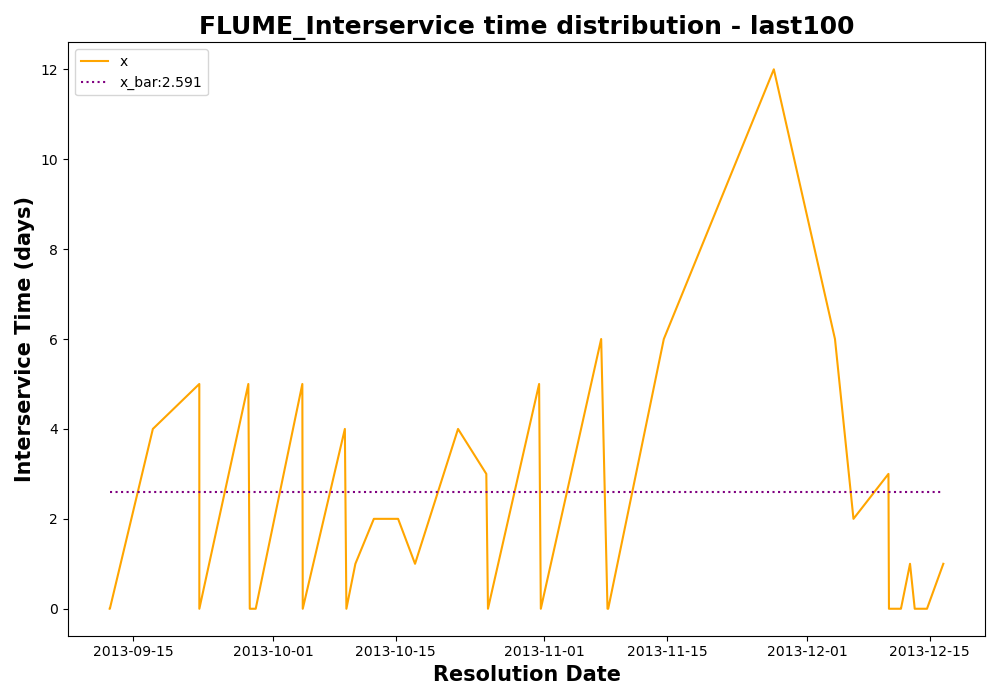 FLUME_Interservice time distribution - last100
x
x_bar:2.591
Interservice Time (days)
12
10
8
6
4
2
0
2013-09-15 2013-10-01 2013-10-15 2013-11-01 2013-11-15 2013-12-01 2013-12-15
Resolution Date